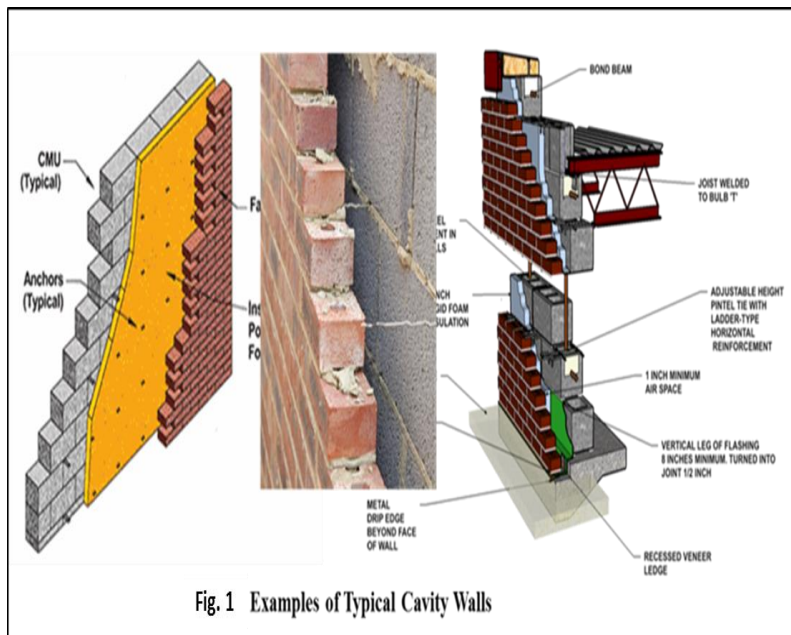 CMU
(Typical)
Anchors
(Typical)
BOND BEAM
JOIST WELDED
TO BULB 'T'
ADJUSTABLE HEIGHT
PINTEL TIE WITH
LADDER-TYPE
HORIZONTAL
REINFORCEMENT
1 INCH MINIMUM
AIR SPACE
VERTICAL LEG OF FLASHING
8 INCHES MINIMUM. TURNED INTO
JOINT 1/2 INCH
METAL
DRIP EDGE
BEYOND FACE
OF WALL
RECESSED VENEER
LEDGE
Fig. 1 Examples of Typical Cavity Walls